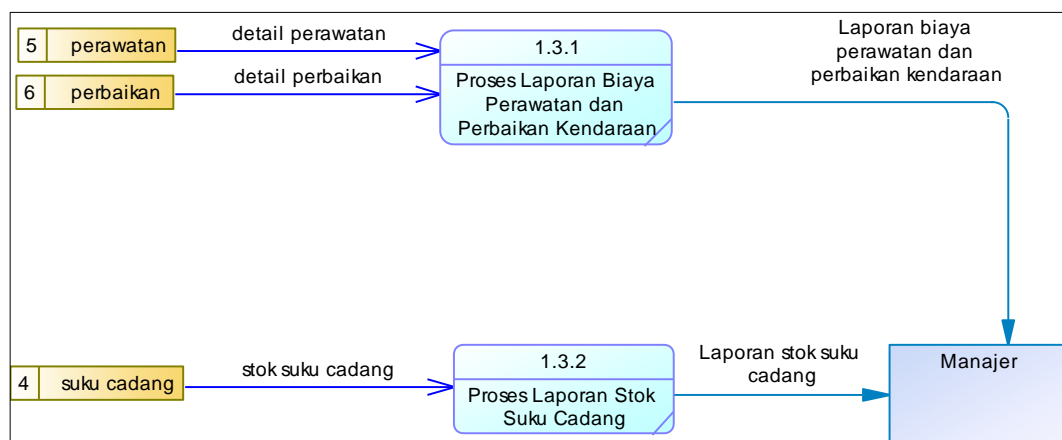 5 perawatan
detail perawatan
6 perbaikan
detail perbaikan
1.3.1
Proses Laporan Biaya
Perawatan dan
Perbaikan Kendaraan
Laporan biaya
perawatan dan
perbaikan kendaraan
4 suku cadang
stok suku cadang
1.3.2
Proses Laporan Stok
Suku Cadang
Laporan stok suku
cadang
Manajer